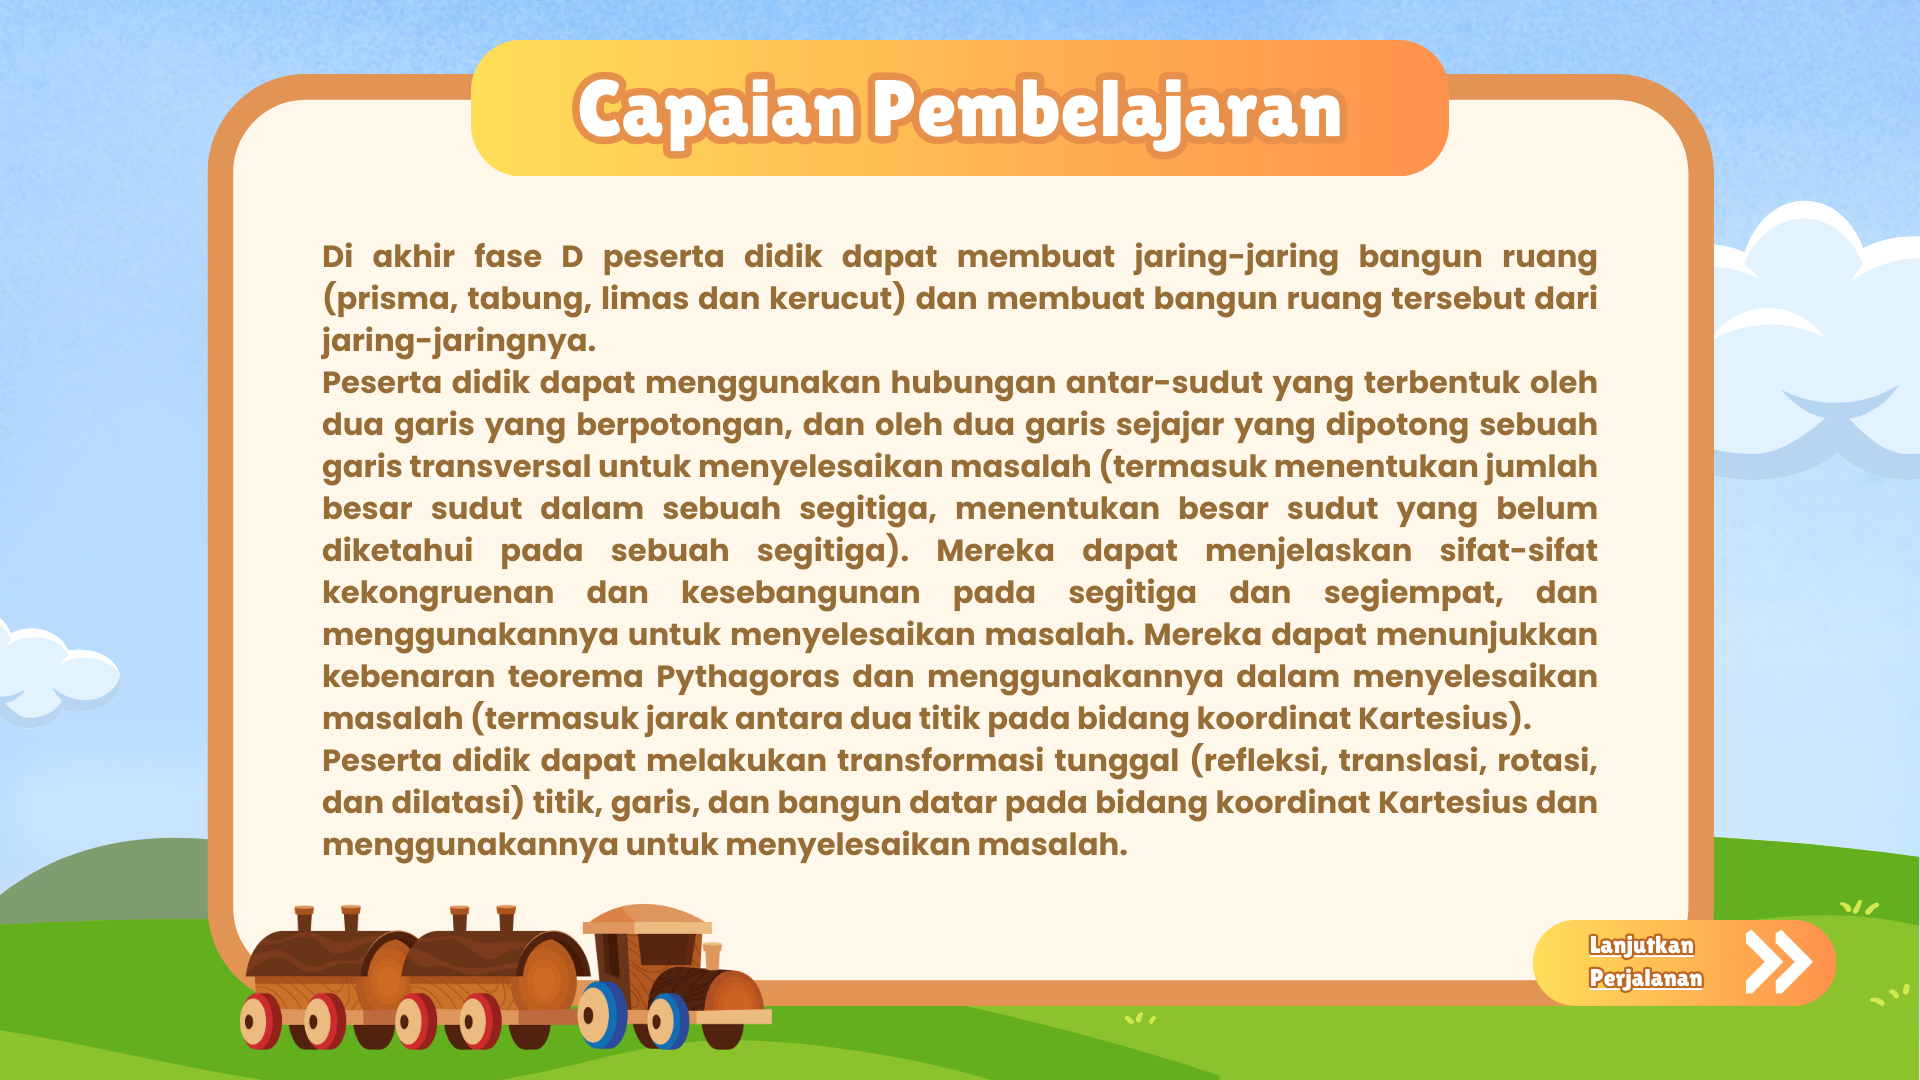 Capaian Pembelajaran
Di akhir fase D peserta didik dapat membuat jaring-jaring bangun ruang
(prisma, tabung, limas dan kerucut) dan membuat bangun ruang tersebut dari
jaring-jaringnya.
Peserta didik dapat menggunakan hubungan antar-sudut yang terbentuk oleh
dua garis yang berpotongan, dan oleh dua garis sejajar yang dipotong sebuah
garis transversal untuk menyelesaikan masalah (termasuk menentukan jumlah
besar sudut dalam sebuah segitiga, menentukan besar sudut yang belum
diketahui pada sebuah segitiga). Mereka dapat menjelaskan sifat-sifat
kekongruenan dan kesebangunan pada segitiga dan segiempat, dan
menggunakannya untuk menyelesaikan masalah. Mereka dapat menunjukkan
kebenaran teorema Pythagoras dan menggunakannya dalam menyelesaikan
masalah (termasuk jarak antara dua titik pada bidang koordinat Kartesius).
Peserta didik dapat melakukan transformasi tunggal (refleksi, translasi, rotasi,
dan dilatasi) titik, garis, dan bangun datar pada bidang koordinat Kartesius dan
menggunakannya untuk menyelesaikan masalah.
Lanjutkan
Perjalanan